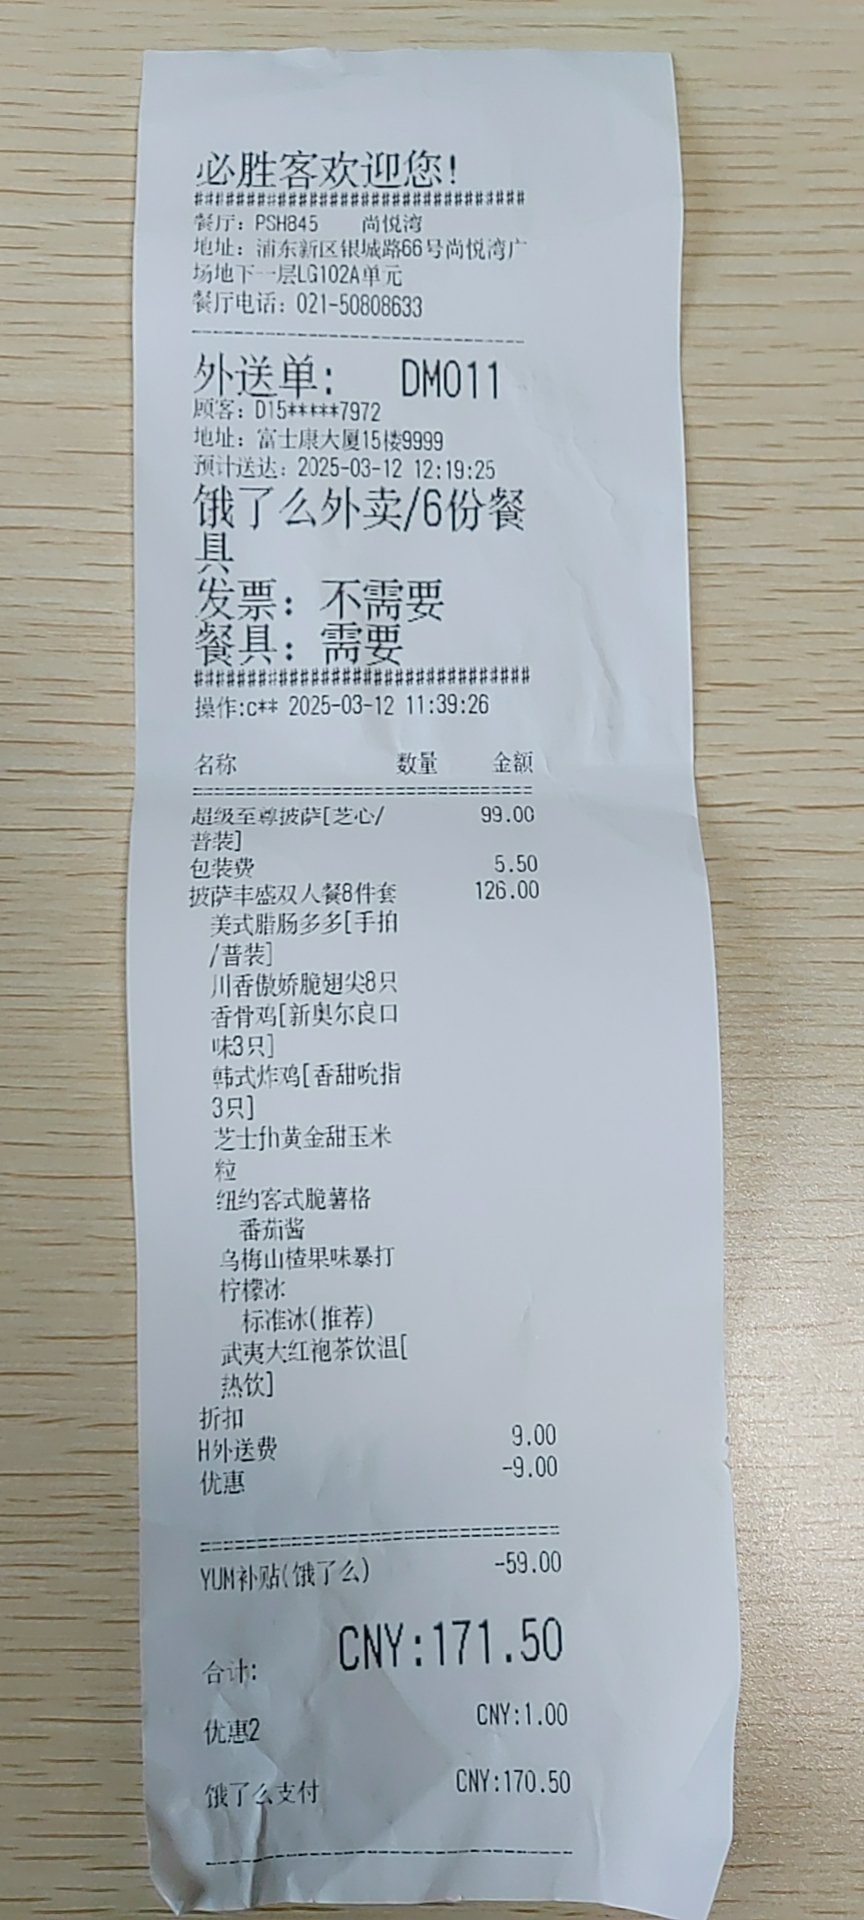 必胜客欢迎您!
################################
餐厅: PSH845 尚悦湾
地址: 浦东新区银城路66号尚悦湾广
场地下一层LG102A单元
餐厅电话: 021-50808633
--------------------------------
外送单: DM011
顾客: D15*****7972
地址: 富士康大厦15楼9999
预计送达: 2025-03-12 12:19:25
饿了么外卖/6份餐
具
发票: 不需要
餐具: 需要
################################
操作:c** 2025-03-12 11:39:26
名称 数量 金额
================================
超级至尊披萨[芝心/ 99.00
普装]
包装费 5.50
披萨丰盛双人餐8件套 126.00
美式腊肠多多[手拍
/普装]
川香傲娇脆翅尖8只
香骨鸡[新奥尔良口
味3只]
韩式炸鸡[香甜吮指
3只]
芝士fh黄金甜玉米
粒
纽约客式脆薯格
番茄酱
乌梅山楂果味暴打
柠檬冰
标准冰(推荐)
武夷大红袍茶饮温[
热饮]
折扣
H外送费 9.00
优惠 -9.00
================================
YUM补贴(饿了么) -59.00
合计: CNY:171.50
优惠2 CNY:1.00
饿了么支付 CNY:170.50
--------------------------------